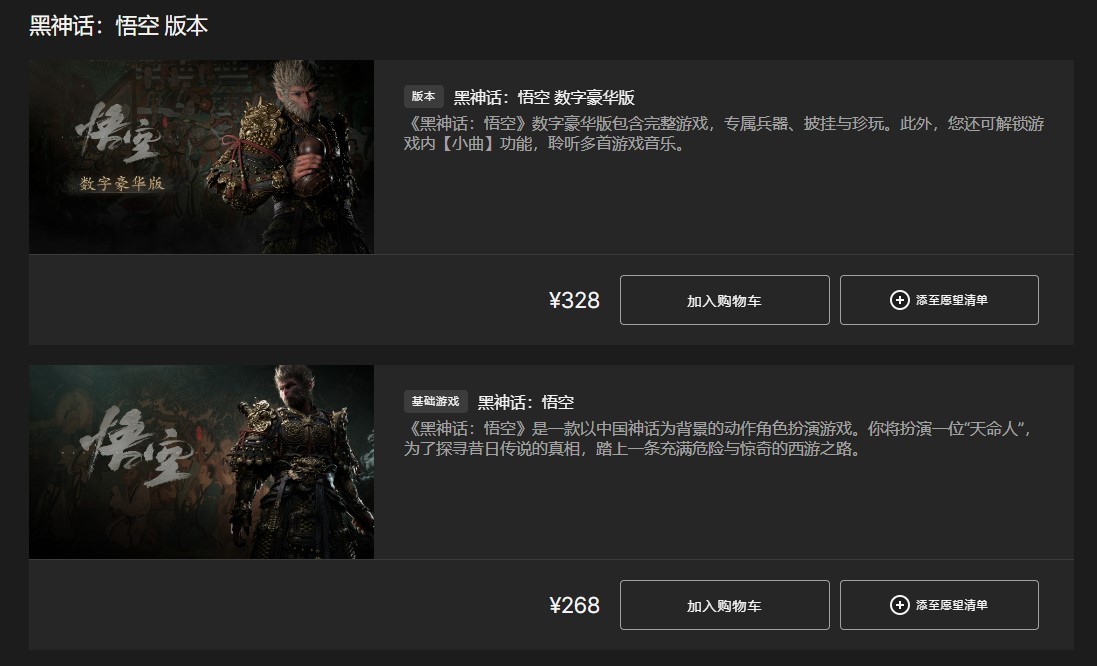 黑神话：悟空 版本
悟空
数字豪华版
版本 黑神话：悟空 数字豪华版
《黑神话：悟空》数字豪华版包含完整游戏，专属兵器、披挂与珍玩。此外，您还可解锁游
戏内【小曲】功能，聆听多首游戏音乐。
¥328 加入购物车 添至愿望清单
悟空
基础游戏 黑神话：悟空
《黑神话：悟空》是一款以中国神话为背景的动作角色扮演游戏。你将扮演一位“天命人”，
为了探寻昔日传说的真相，踏上一条充满危险与惊奇的西游之路。
¥268 加入购物车 添至愿望清单